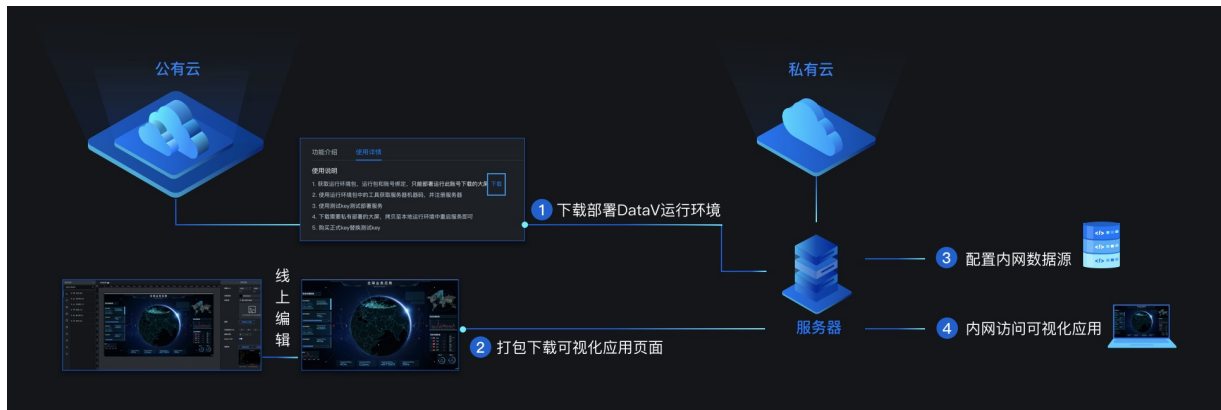 公有云
私有云
功能介绍 使用详情
使用说明
1. 获取运行环境包，运行包和账号绑定，只能部署运行此账号下载的大屏 下载
2. 使用运行环境包中的工具获取服务器机器码，并注册服务器
3. 使用测试key测试部署服务
4. 下载需要私有部署的大屏，拷贝至本地运行环境中重启服务即可
5. 购买正式key替换测试key
1 下载部署DataV运行环境
3 配置内网数据源
</>
</>
</>
线上编辑
服务器
4 内网访问可视化应用
2 打包下载可视化应用页面